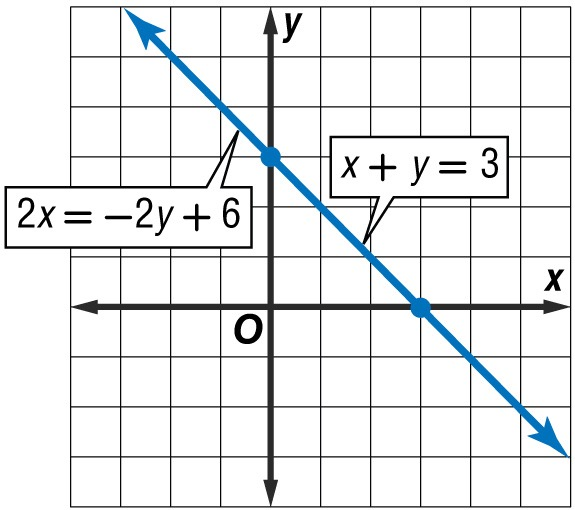 y
x + y = 3
2x = −2y + 6
x
O